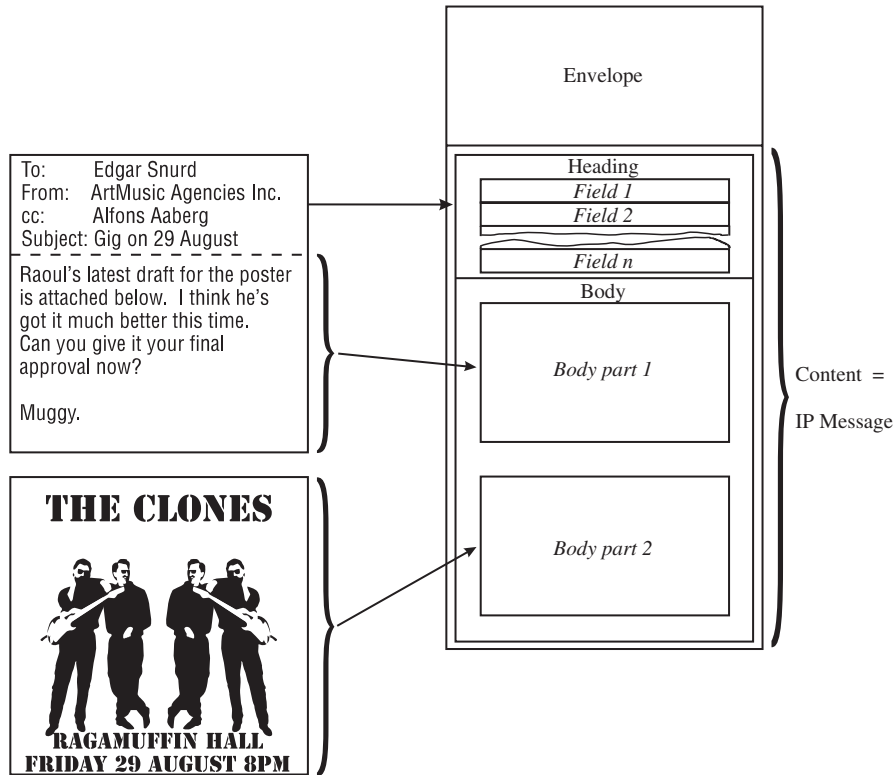 To: Edgar Snurd
From: ArtMusic Agencies Inc.
cc: Alfons Aaberg
Subject: Gig on 29 August
Raoul's latest draft for the poster
is attached below. I think he's
got it much better this time.
Can you give it your final
approval now?
Muggy.
THE CLONES
RAGAMUFFIN HALL
FRIDAY 29 AUGUST 8PM
Envelope
Heading
Field 1
Field 2
Field n
Body
Body part 1
Body part 2
Content =
IP Message